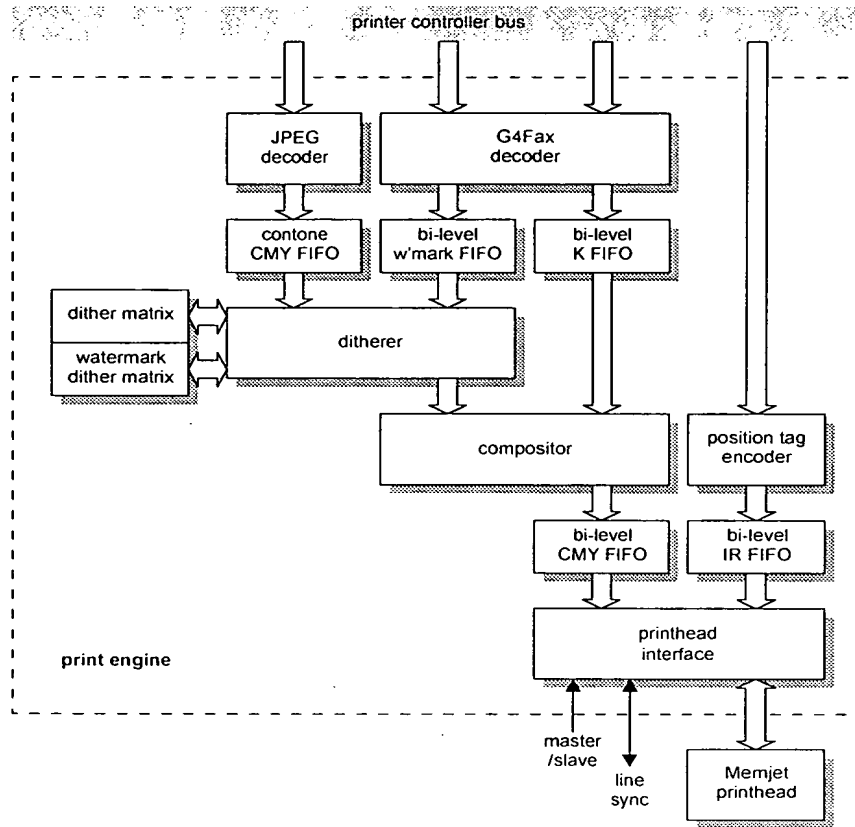 printer controller bus
JPEG
decoder
G4Fax
decoder
contone
CMY FIFO
bi-level
w'mark FIFO
bi-level
K FIFO
dither matrix
watermark
dither matrix
ditherer
compositor
position tag
encoder
bi-level
CMY FIFO
bi-level
IR FIFO
printhead
interface
print engine
master
/slave
line
sync
Memjet
printhead